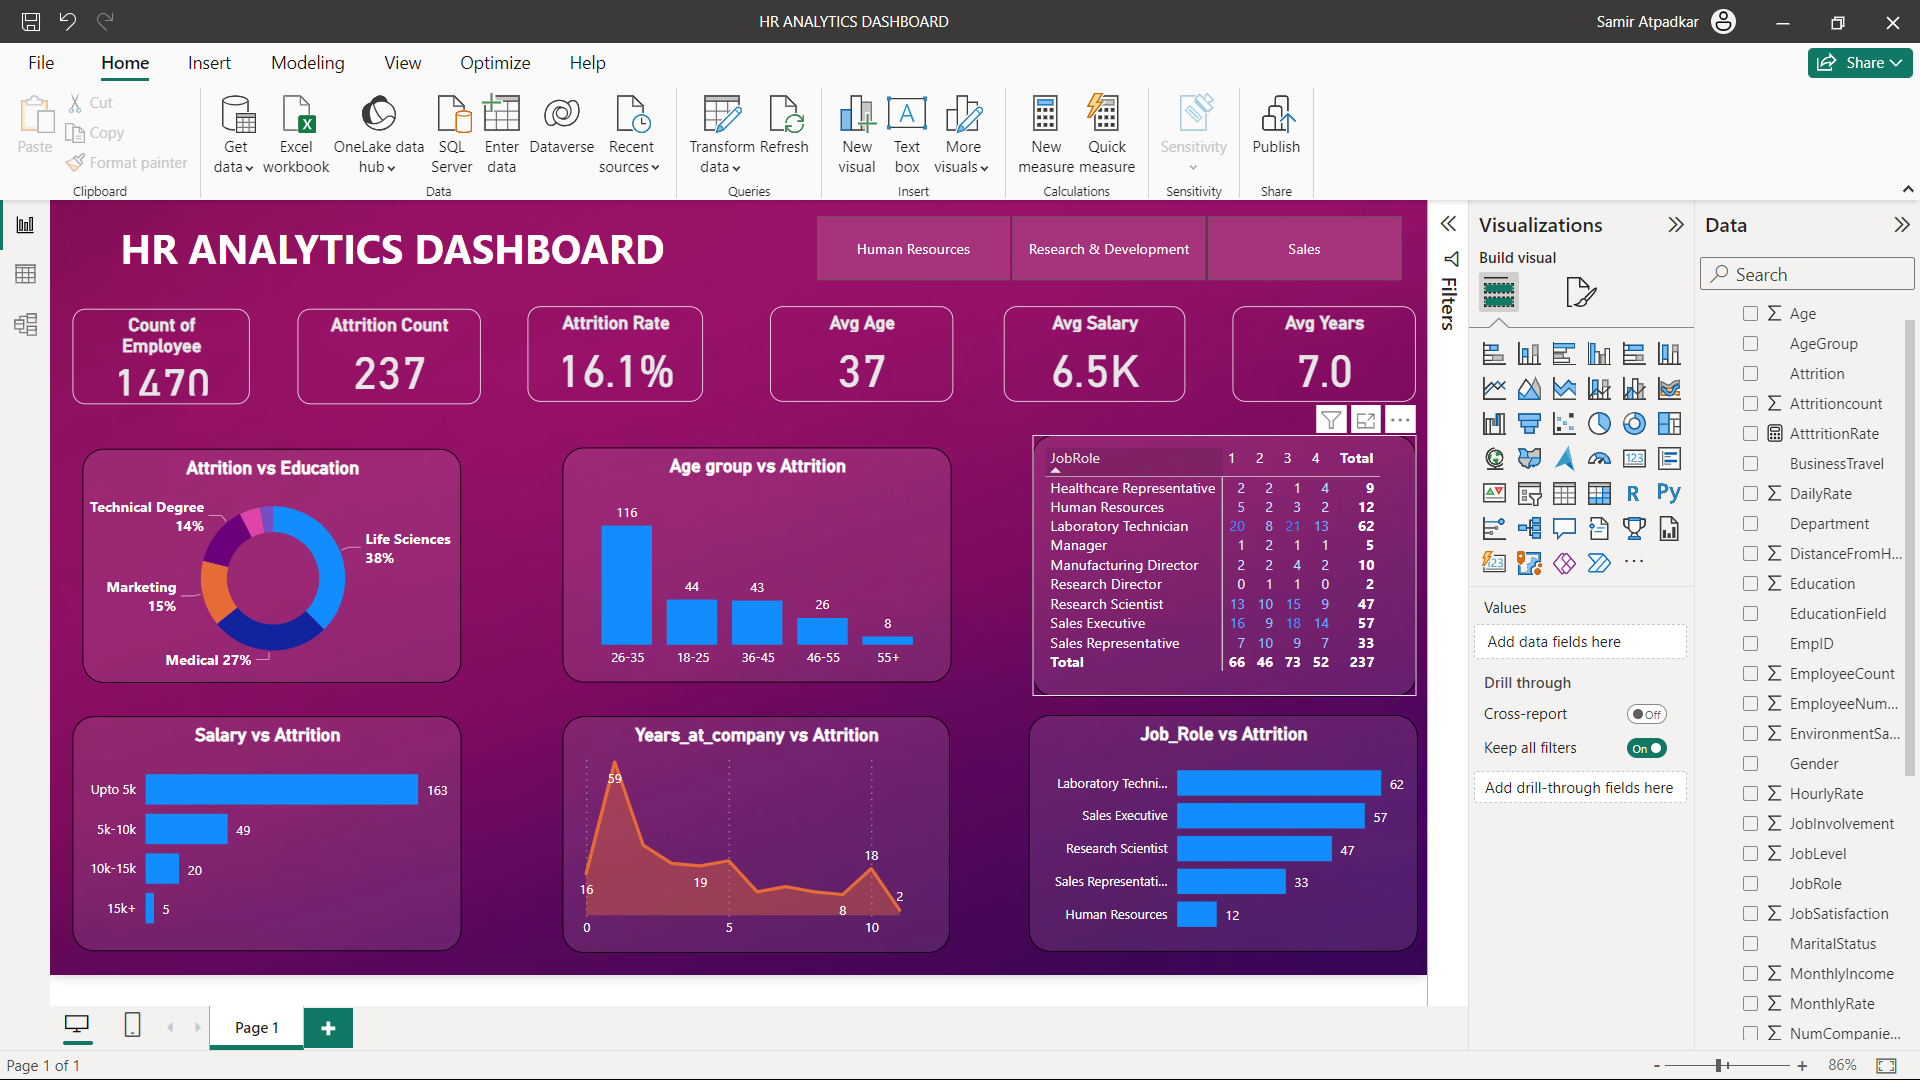 HR ANALYTICS DASHBOARD
Samir Atpadkar
File Home Insert Modeling View Optimize Help
Share
Paste
Cut
Copy
Format painter
Clipboard
Get data
Excel workbook
OneLake data hub
SQL Server
Enter data
Dataverse
Recent sources
Data
Transform data
Refresh
Queries
New visual
Text box
More visuals
Insert
New measure
Quick measure
Calculations
Sensitivity
Sensitivity
Publish
Share
HR ANALYTICS DASHBOARD
Human Resources
Research & Development
Sales
Count of
Employee
1470
Attrition Count
237
Attrition Rate
16.1%
Avg Age
37
Avg Salary
6.5K
Avg Years
7.0
Attrition vs Education
Technical Degree
14%
Life Sciences
38%
Marketing
15%
Medical 27%
Age group vs Attrition
116
44
43
26
8
26-35 18-25 36-45 46-55 55+
JobRole 1 2 3 4 Total
Healthcare Representative 2 2 1 4 9
Human Resources 5 2 3 2 12
Laboratory Technician 20 8 21 13 62
Manager 1 2 1 1 5
Manufacturing Director 2 2 4 2 10
Research Director 0 1 1 0 2
Research Scientist 13 10 15 9 47
Sales Executive 16 9 18 14 57
Sales Representative 7 10 9 7 33
Total 66 46 73 52 237
Salary vs Attrition
Upto 5k 163
5k-10k 49
10k-15k 20
15k+ 5
Years_at_company vs Attrition
59
16
19
18
8
2
0 5 10
Job_Role vs Attrition
Laboratory Techni... 62
Sales Executive 57
Research Scientist 47
Sales Representati... 33
Human Resources 12
Filters
Visualizations
Build visual
123
R
Py
123
Values
Add data fields here
Drill through
Cross-report
Off
Keep all filters
On
Add drill-through fields here
Data
Search
Age
AgeGroup
Attrition
Attritioncount
AtttritionRate
BusinessTravel
DailyRate
Department
DistanceFromH...
Education
EducationField
EmpID
EmployeeCount
EmployeeNum...
EnvironmentSa...
Gender
HourlyRate
JobInvolvement
JobLevel
JobRole
JobSatisfaction
MaritalStatus
MonthlyIncome
MonthlyRate
NumCompanie...
Page 1
Page 1 of 1
86%